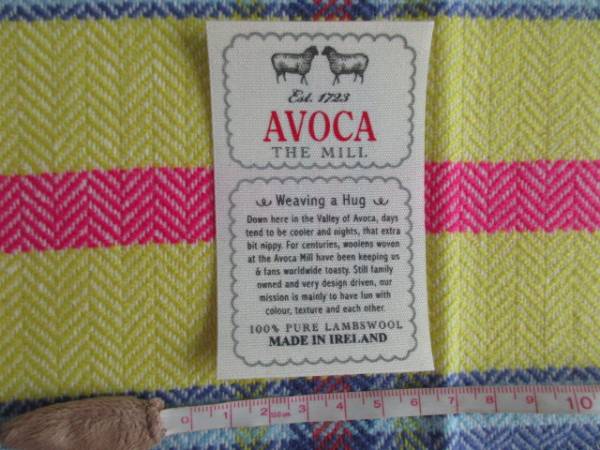 Est. 1723
AVOCA
THE MILL
Weaving a Hug
Down here in the Valley of Avoca, days
tend to be cooler and nights, that extra
bit nippy. For centuries, woolens woven
at the Avoca Mill have been keeping us
& fans worldwide toasty. Still family
owned and very design driven, our
mission is mainly to have fun with
colour, texture and each other.
100% PURE LAMBSWOOL
MADE IN IRELAND
0 1 2 3 4 5 6 7 8 9 10